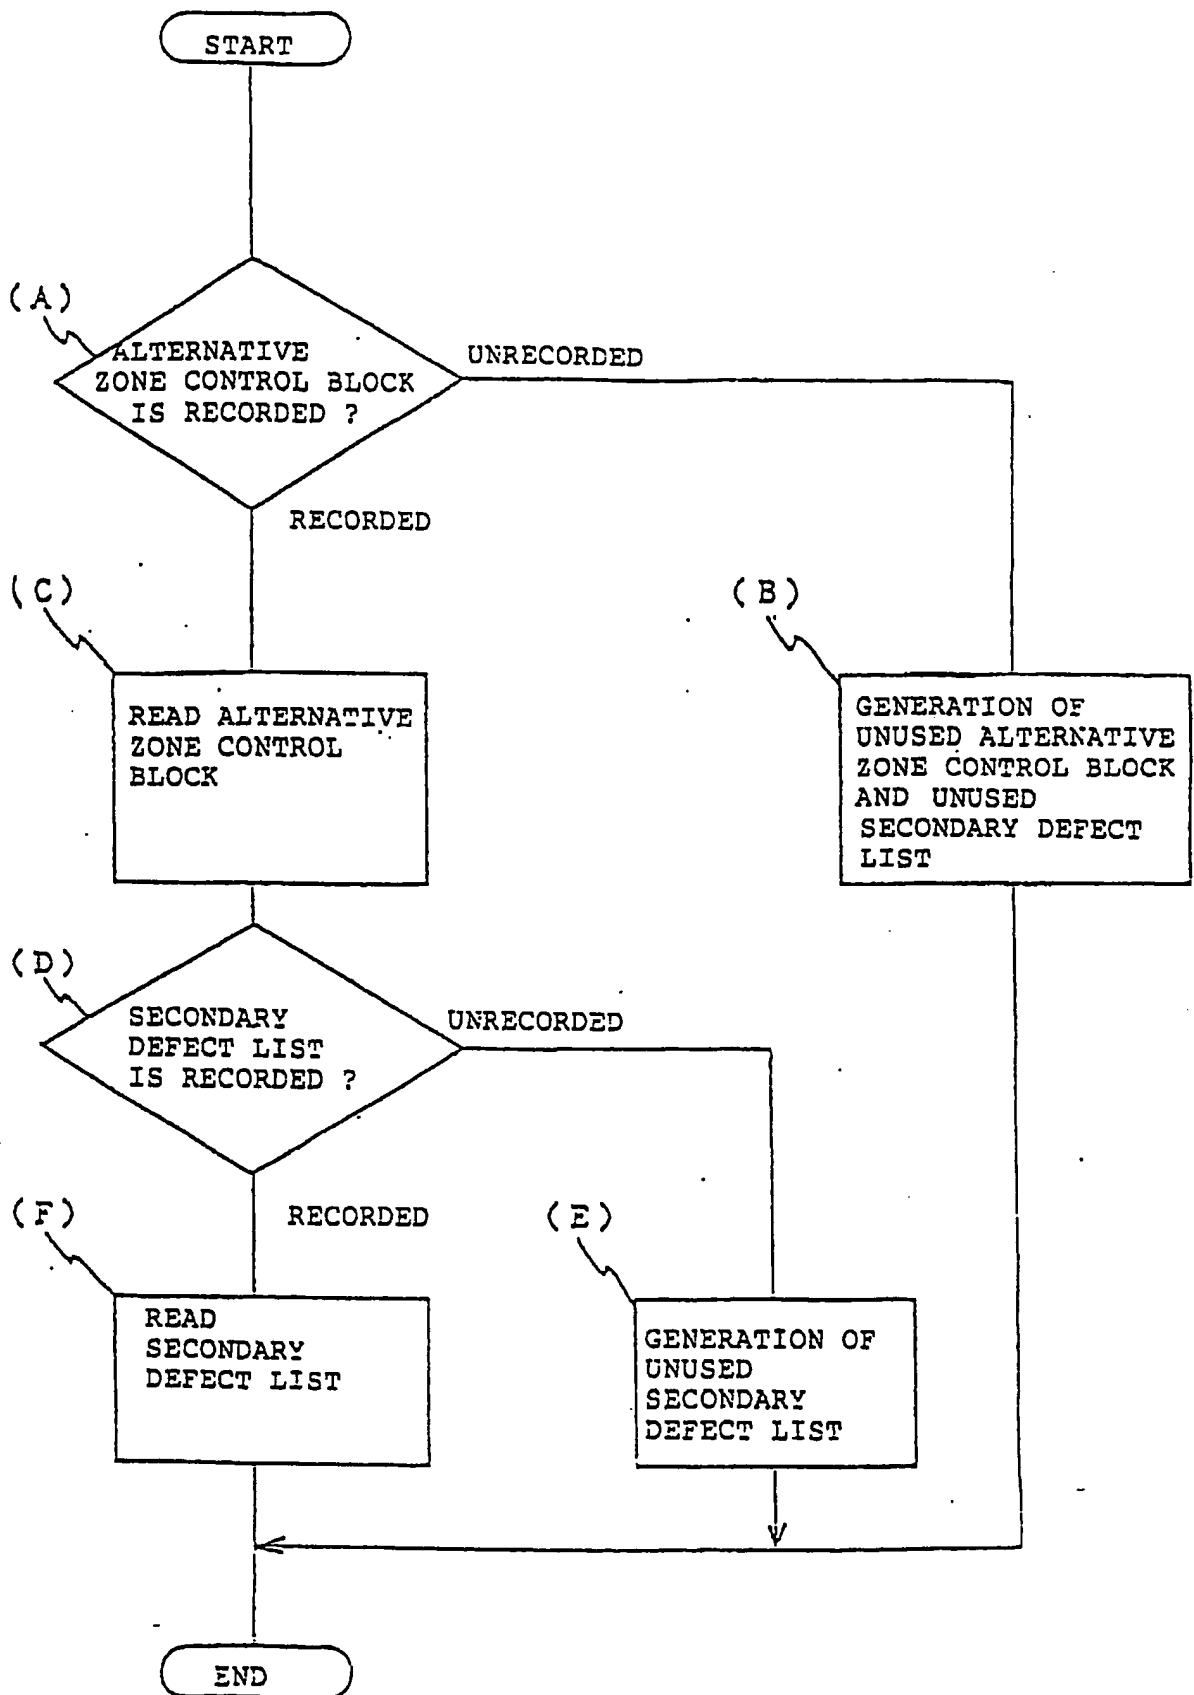 START
(A)
ALTERNATIVE
ZONE CONTROL BLOCK
IS RECORDED ?
UNRECORDED
RECORDED
(C)
READ ALTERNATIVE
ZONE CONTROL
BLOCK
(B)
GENERATION OF
UNUSED ALTERNATIVE
ZONE CONTROL BLOCK
AND UNUSED
SECONDARY DEFECT
LIST
(D)
SECONDARY
DEFECT LIST
IS RECORDED ?
UNRECORDED
RECORDED
(F)
READ
SECONDARY
DEFECT LIST
(E)
GENERATION OF
UNUSED
SECONDARY
DEFECT LIST
END